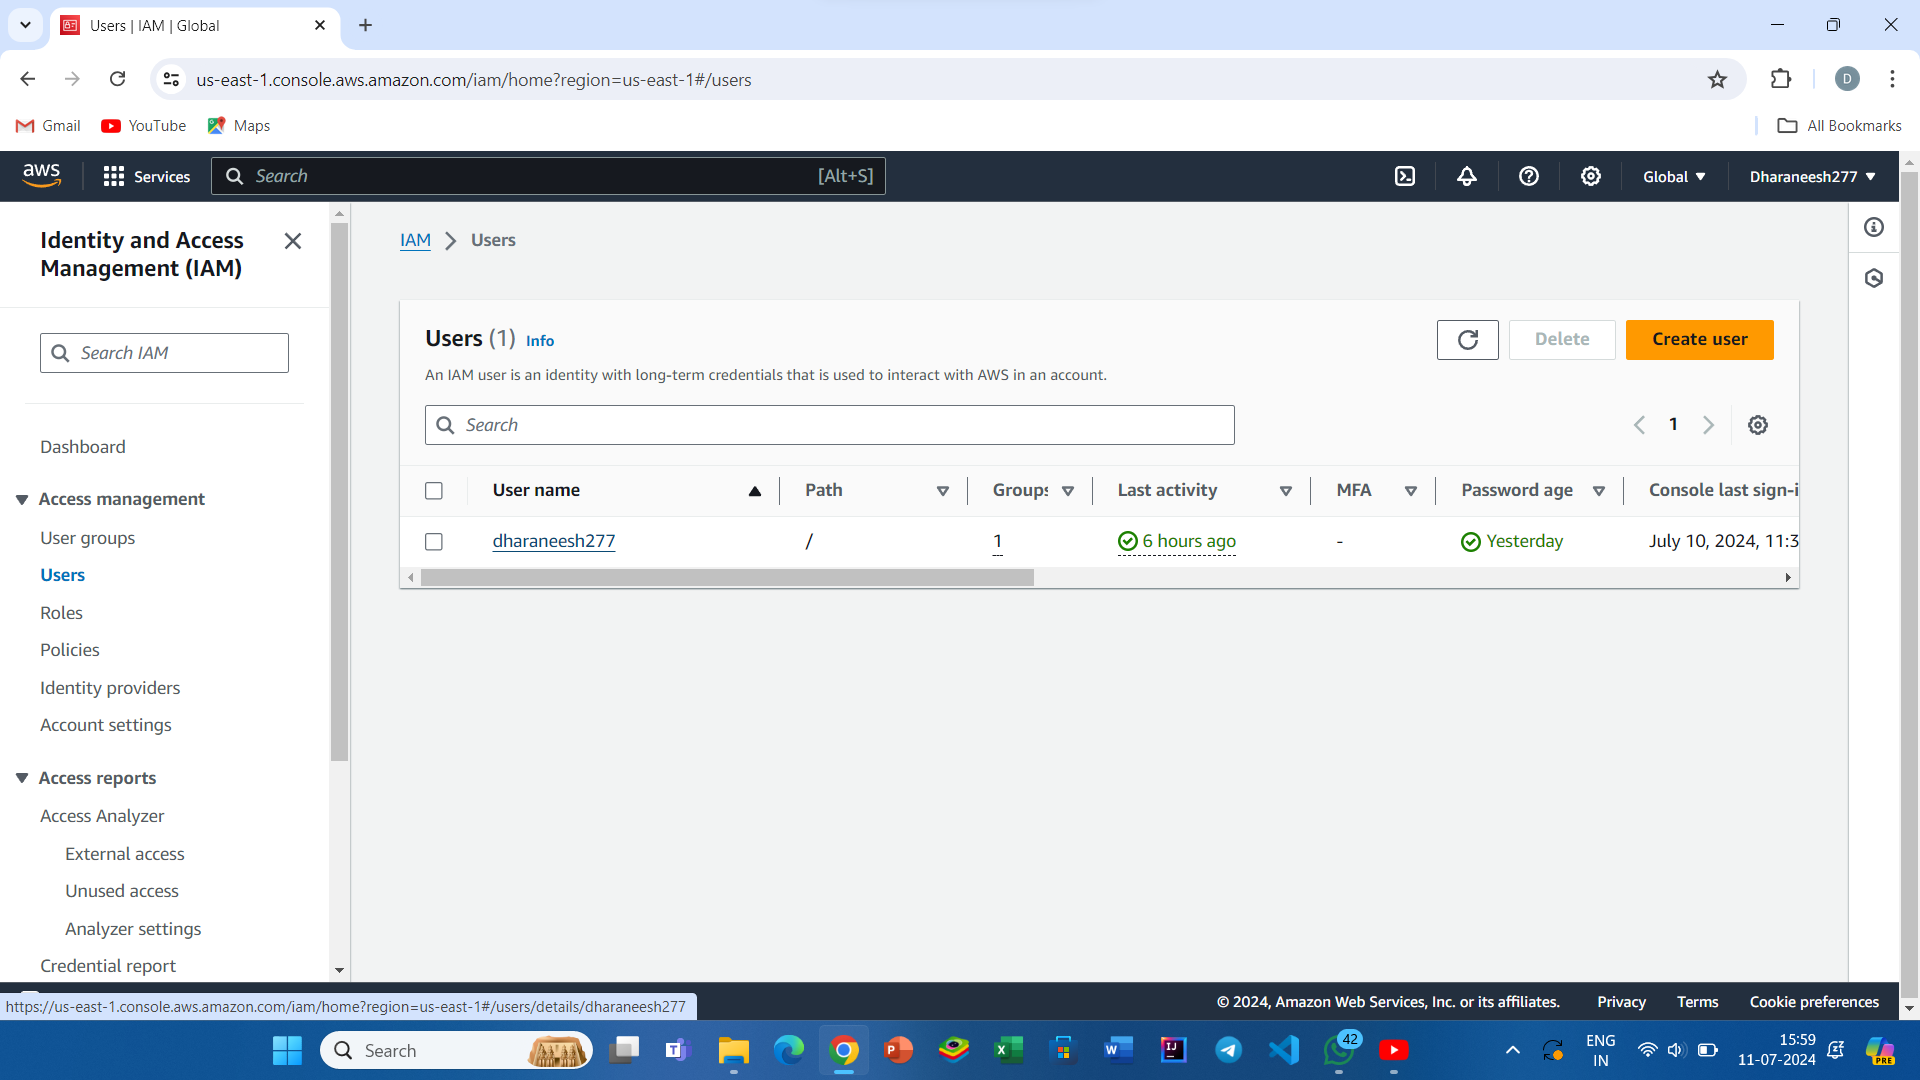 Users | IAM | Global
us-east-1.console.aws.amazon.com/iam/home?region=us-east-1#/users
D
Gmail
YouTube
Maps
All Bookmarks
aws
Services
Search
[Alt+S]
Global
Dharaneesh277
Identity and Access
Management (IAM)
Search IAM
Dashboard
Access management
User groups
Users
Roles
Policies
Identity providers
Account settings
Access reports
Access Analyzer
External access
Unused access
Analyzer settings
Credential report
IAM
Users
Users (1) Info
Delete
Create user
An IAM user is an identity with long-term credentials that is used to interact with AWS in an account.
Search
1
User name Path Groups Last activity MFA Password age Console last sign-i
dharaneesh277 / 1 6 hours ago - Yesterday July 10, 2024, 11:3
https://us-east-1.console.aws.amazon.com/iam/home?region=us-east-1#/users/details/dharaneesh277
© 2024, Amazon Web Services, Inc. or its affiliates. Privacy Terms Cookie preferences
Search
42
ENG
IN
15:59
11-07-2024
PRE